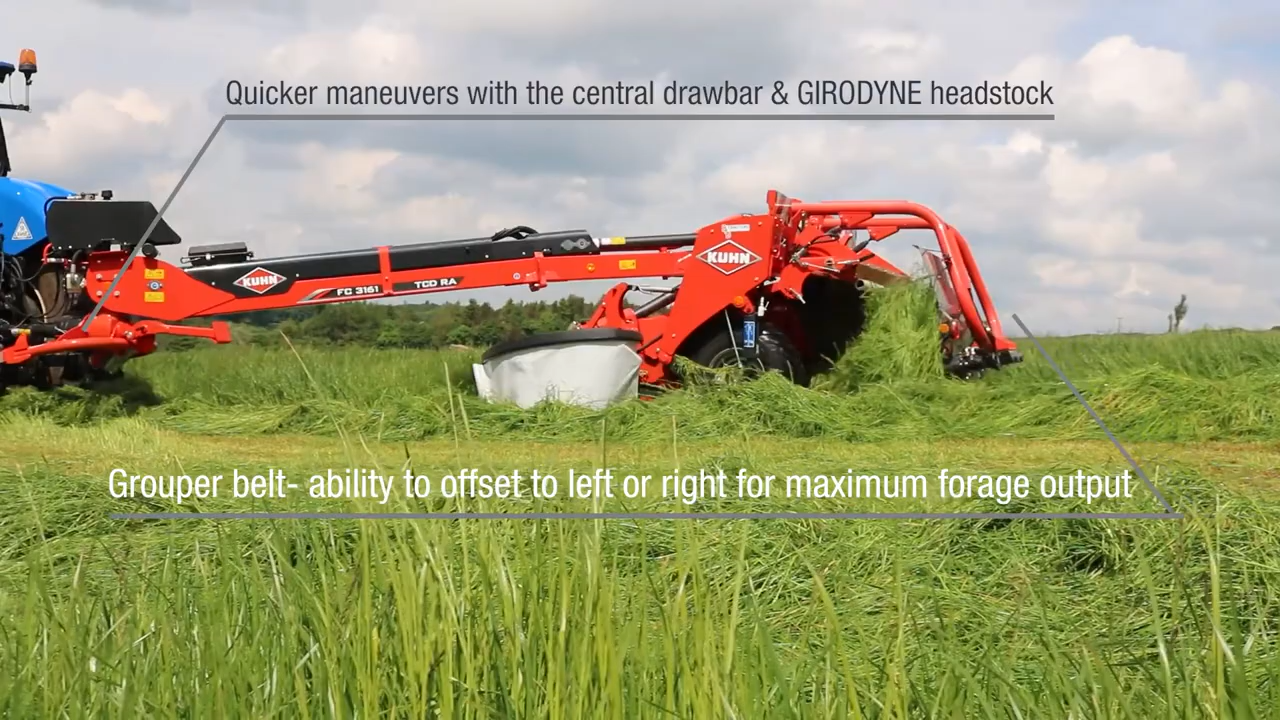 Quicker maneuvers with the central drawbar & GIRODYNE headstock
KUHN
KUHN
FC 3161
TCD RA
Grouper belt- ability to offset to left or right for maximum forage output